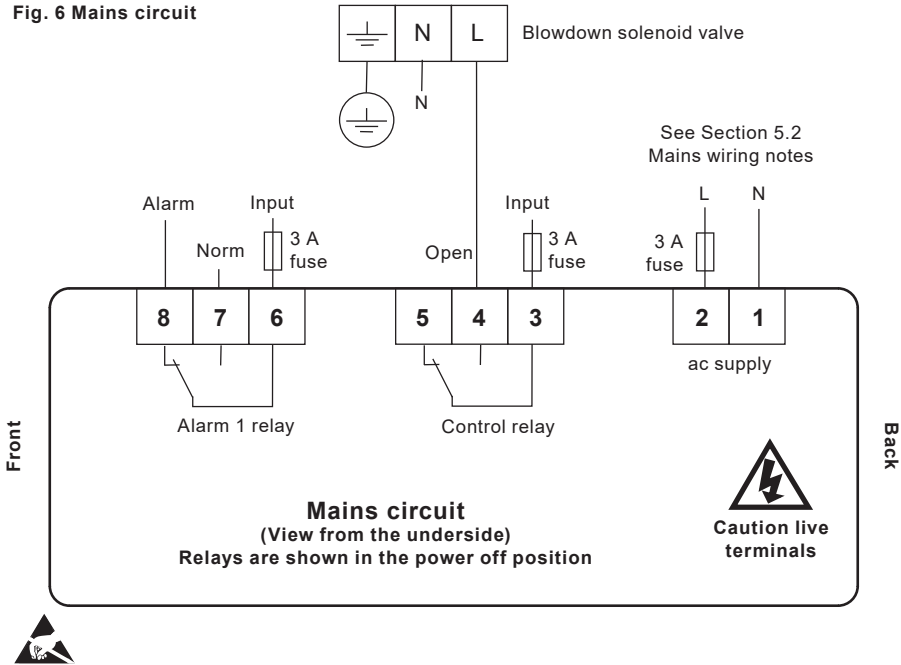 Fig. 6 Mains circuit
N
L
Blowdown solenoid valve
N
See Section 5.2
Mains wiring notes
L
N
Alarm
Norm
Input
3 A
fuse
Open
Input
3 A
fuse
3 A
fuse
8
7
6
5
4
3
2
1
ac supply
Alarm 1 relay
Control relay
Front
Back
Mains circuit
(View from the underside)
Relays are shown in the power off position
Caution live
terminals